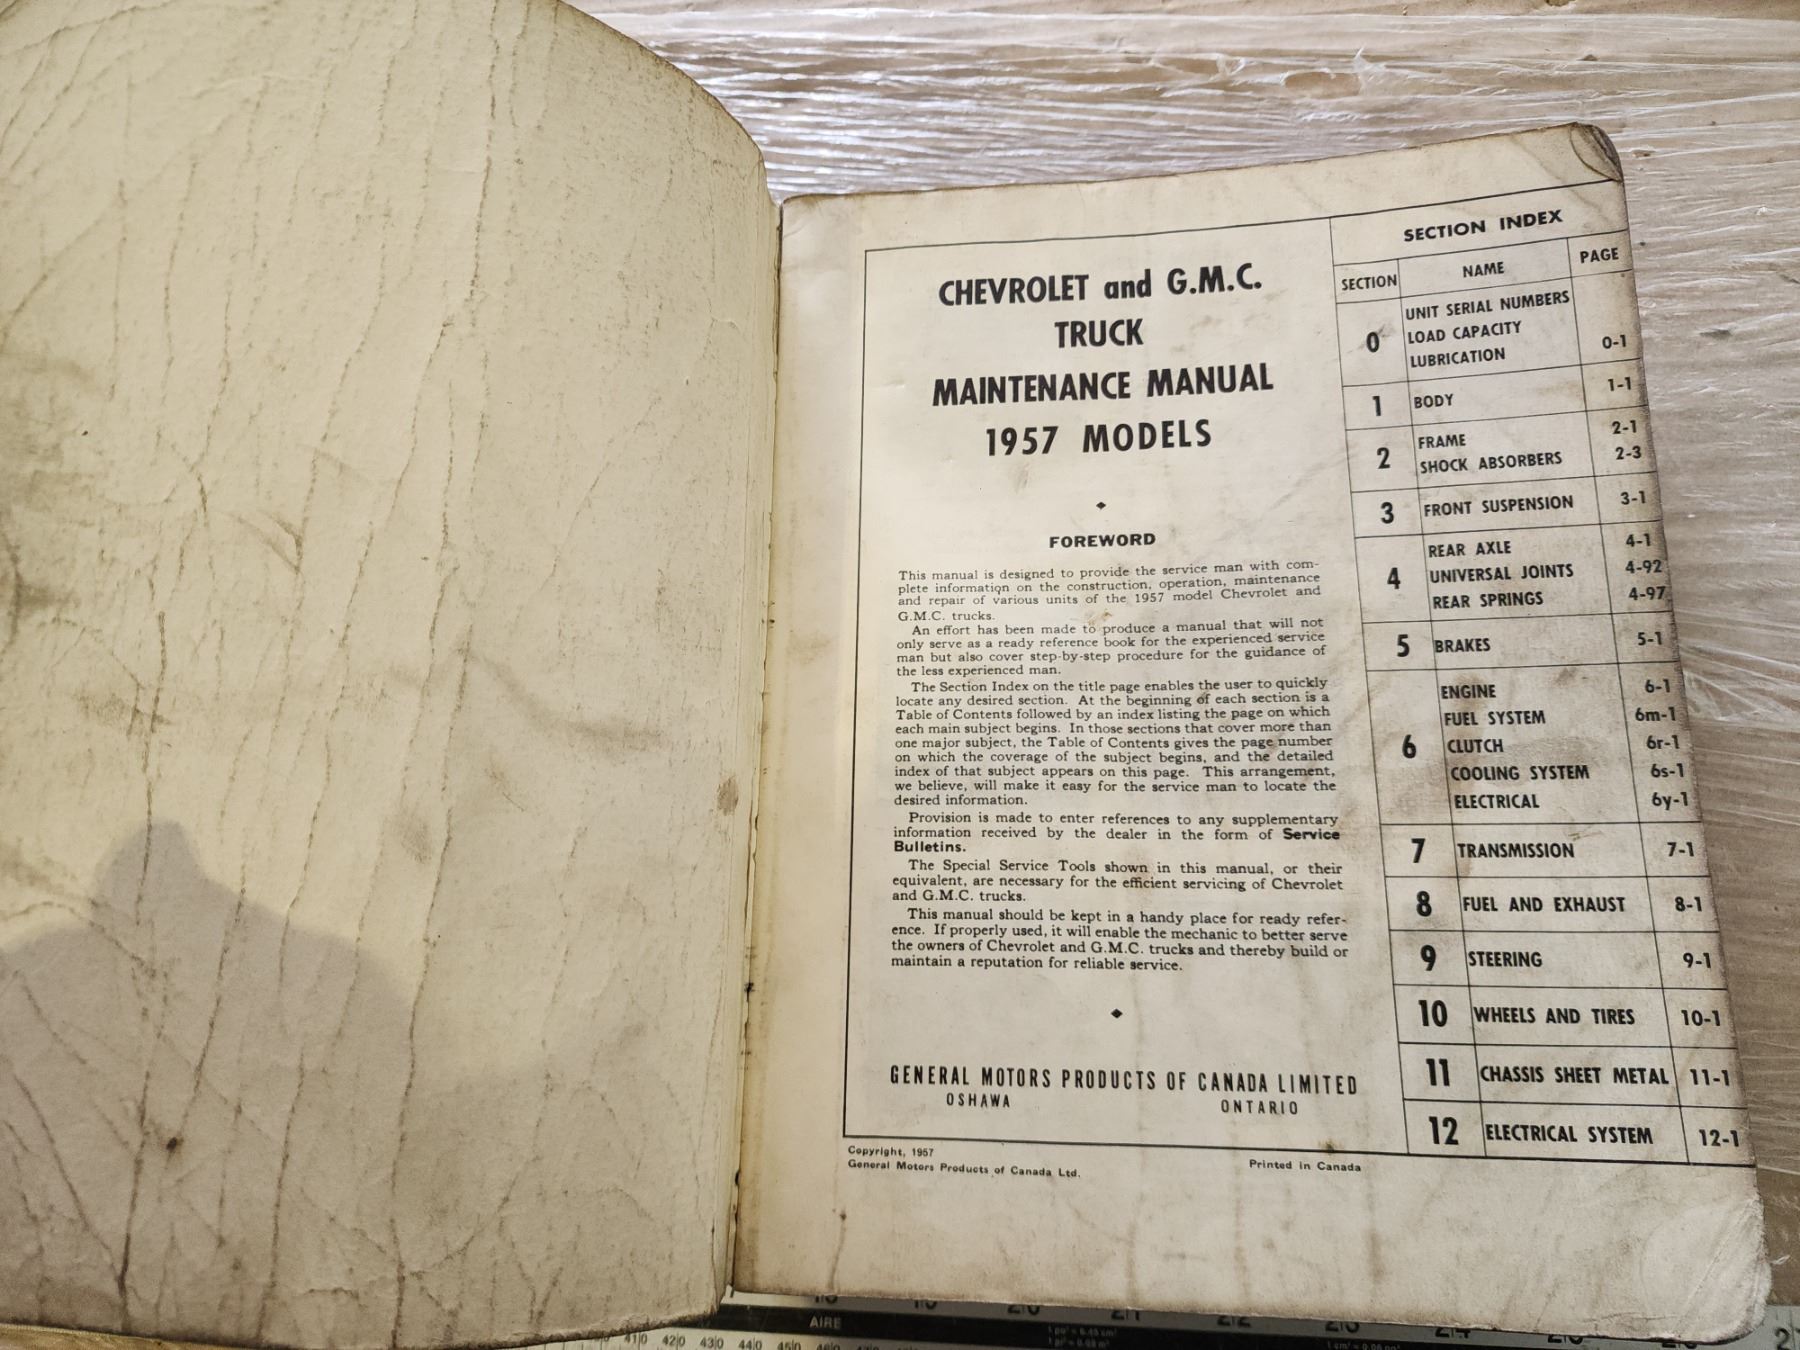 CHEVROLET and G.M.C.
TRUCK
MAINTENANCE MANUAL
1957 MODELS
FOREWORD
This manual is designed to provide the service man with com-
plete information on the construction, operation, maintenance
and repair of various units of the 1957 model Chevrolet and
G.M.C. trucks.
An effort has been made to produce a manual that will not
only serve as a ready reference book for the experienced service
man but also cover step-by-step procedure for the guidance of
the less experienced man.
The Section Index on the title page enables the user to quickly
locate any desired section. At the beginning of each section is a
Table of Contents followed by an index listing the page on which
each main subject begins. In those sections that cover more than
one major subject, the Table of Contents gives the page number
on which the coverage of the subject begins, and the detailed
index of that subject appears on this page. This arrangement,
we believe, will make it easy for the service man to locate the
desired information.
Provision is made to enter references to any supplementary
information received by the dealer in the form of Service
Bulletins.
The Special Service Tools shown in this manual, or their
equivalent, are necessary for the efficient servicing of Chevrolet
and G.M.C. trucks.
This manual should be kept in a handy place for ready refer-
ence. If properly used, it will enable the mechanic to better serve
the owners of Chevrolet and G.M.C. trucks and thereby build or
maintain a reputation for reliable service.
GENERAL MOTORS PRODUCTS OF CANADA LIMITED
OSHAWA ONTARIO
Copyright, 1957
General Motors Products of Canada Ltd. Printed in Canada
SECTION INDEX
SECTION NAME PAGE
0 UNIT SERIAL NUMBERS
LOAD CAPACITY
LUBRICATION 0-1
1 BODY 1-1
2 FRAME 2-1
SHOCK ABSORBERS 2-3
3 FRONT SUSPENSION 3-1
4 REAR AXLE 4-1
UNIVERSAL JOINTS 4-92
REAR SPRINGS 4-97
5 BRAKES 5-1
6 ENGINE 6-1
FUEL SYSTEM 6m-1
CLUTCH 6r-1
COOLING SYSTEM 6s-1
ELECTRICAL 6y-1
7 TRANSMISSION 7-1
8 FUEL AND EXHAUST 8-1
9 STEERING 9-1
10 WHEELS AND TIRES 10-1
11 CHASSIS SHEET METAL 11-1
12 ELECTRICAL SYSTEM 12-1
AIRE
41|0 42|0 43|0 44|0 45|0